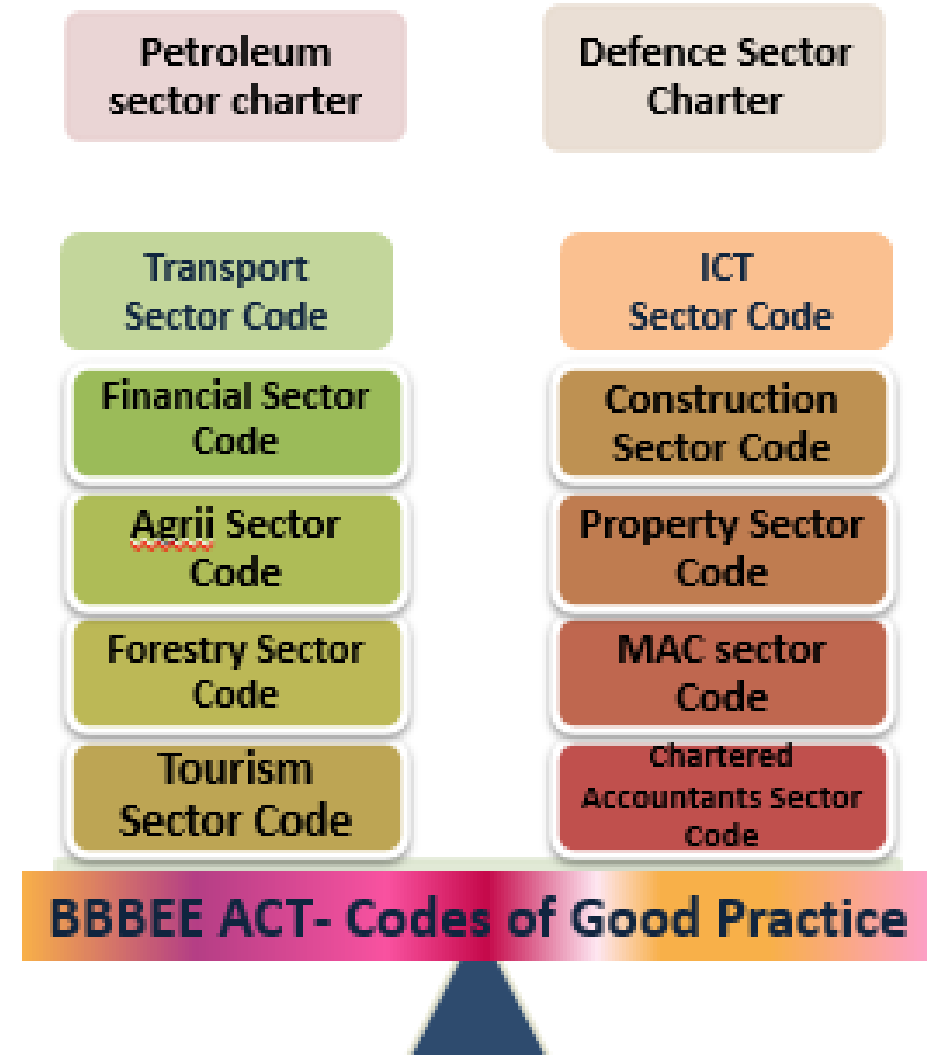 Petroleum
sector charter
Defence Sector
Charter
Transport
Sector Code
ICT
Sector Code
Financial Sector
Code
Construction
Sector Code
Agrii Sector
Code
Property Sector
Code
Forestry Sector
Code
MAC sector
Code
Tourism
Sector Code
Chartered
Accountants Sector
Code
BBBEE ACT- Codes of Good Practice